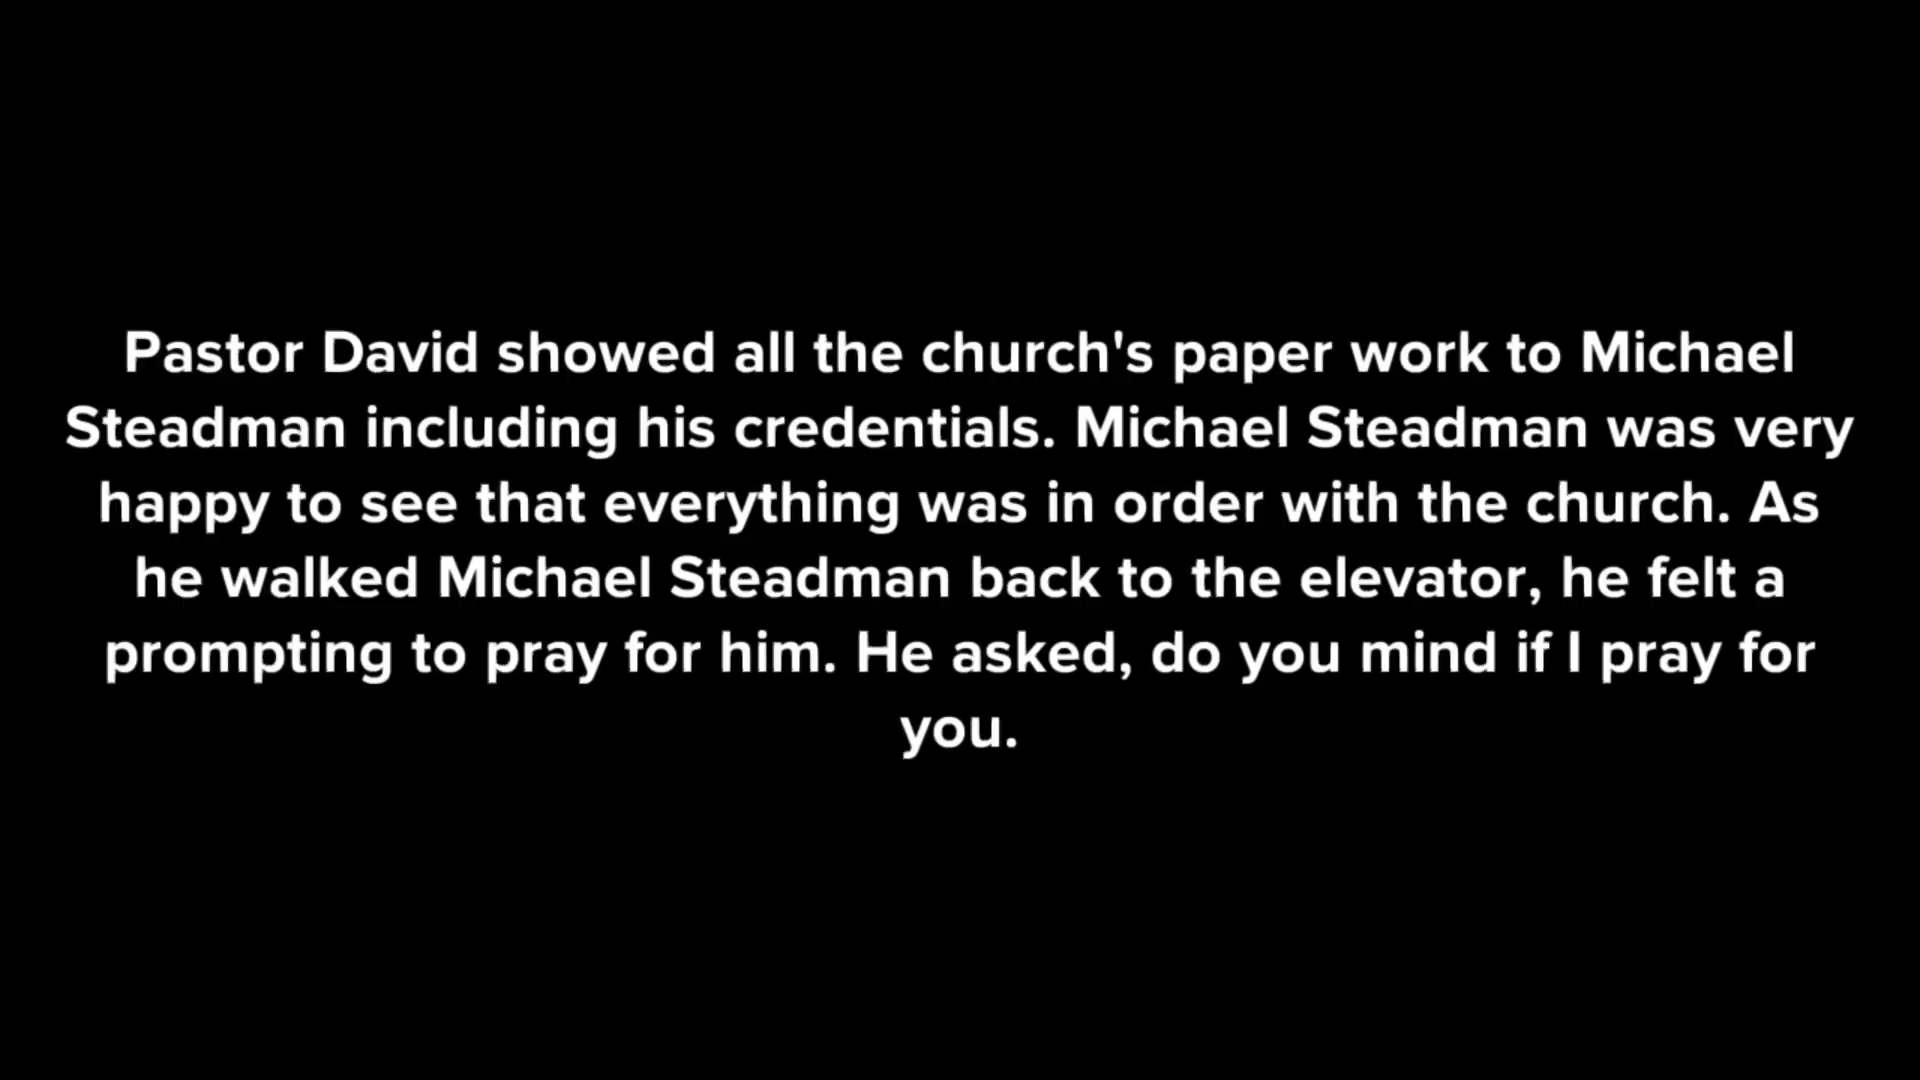 Pastor David showed all the church's paper work to Michael
Steadman including his credentials. Michael Steadman was very
happy to see that everything was in order with the church. As
he walked Michael Steadman back to the elevator, he felt a
prompting to pray for him. He asked, do you mind if I pray for
you.